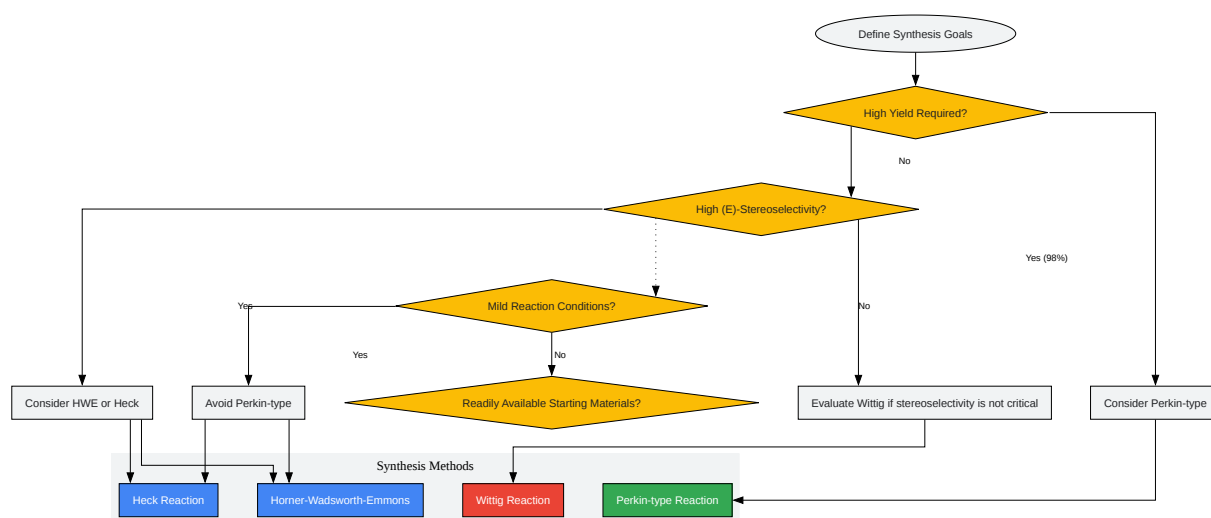 Define Synthesis Goals
High Yield Required?
No
High (E)-Stereoselectivity?
Yes (98%)
Mild Reaction Conditions?
Yes
No
Yes
No
Consider HWE or Heck
Avoid Perkin-type
Readily Available Starting Materials?
Evaluate Wittig if stereoselectivity is not critical
Consider Perkin-type
Synthesis Methods
Heck Reaction
Horner-Wadsworth-Emmons
Wittig Reaction
Perkin-type Reaction